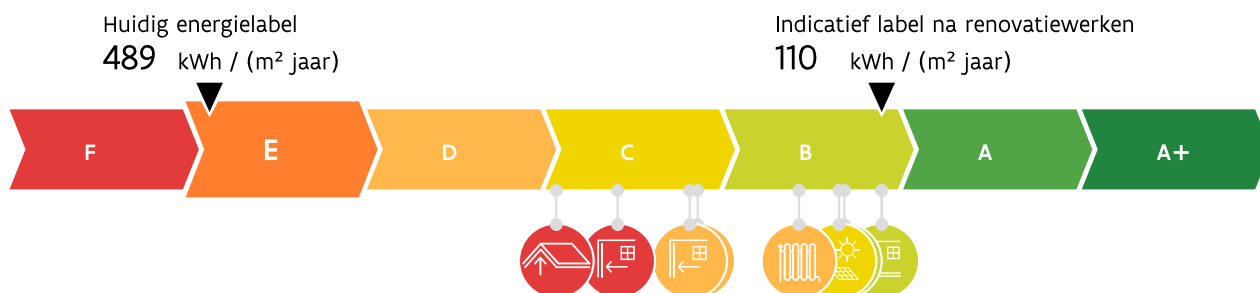 Huidig energielabel
489 kWh / (m² jaar)
Indicatief label na renovatiewerken
110 kWh / (m² jaar)
F E D C B A A+